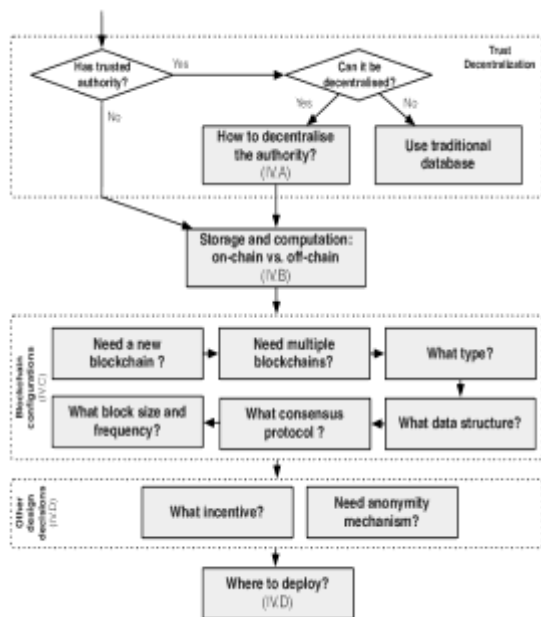 Trust
Decentralization
Has trusted
authority?
Yes
Can it be
decentralised?
No
Yes
No
How to decentralise
the authority?
(IV.A)
Use traditional
database
Storage and computation:
on-chain vs. off-chain
(IV.B)
Blockchain
configurations
(IV.C)
Need a new
blockchain ?
Need multiple
blockchains?
What type?
What block size and
frequency?
What consensus
protocol ?
What data structure?
Other
design
decisions
(IV.D)
What incentive?
Need anonymity
mechanism?
Where to deploy?
(IV.D)